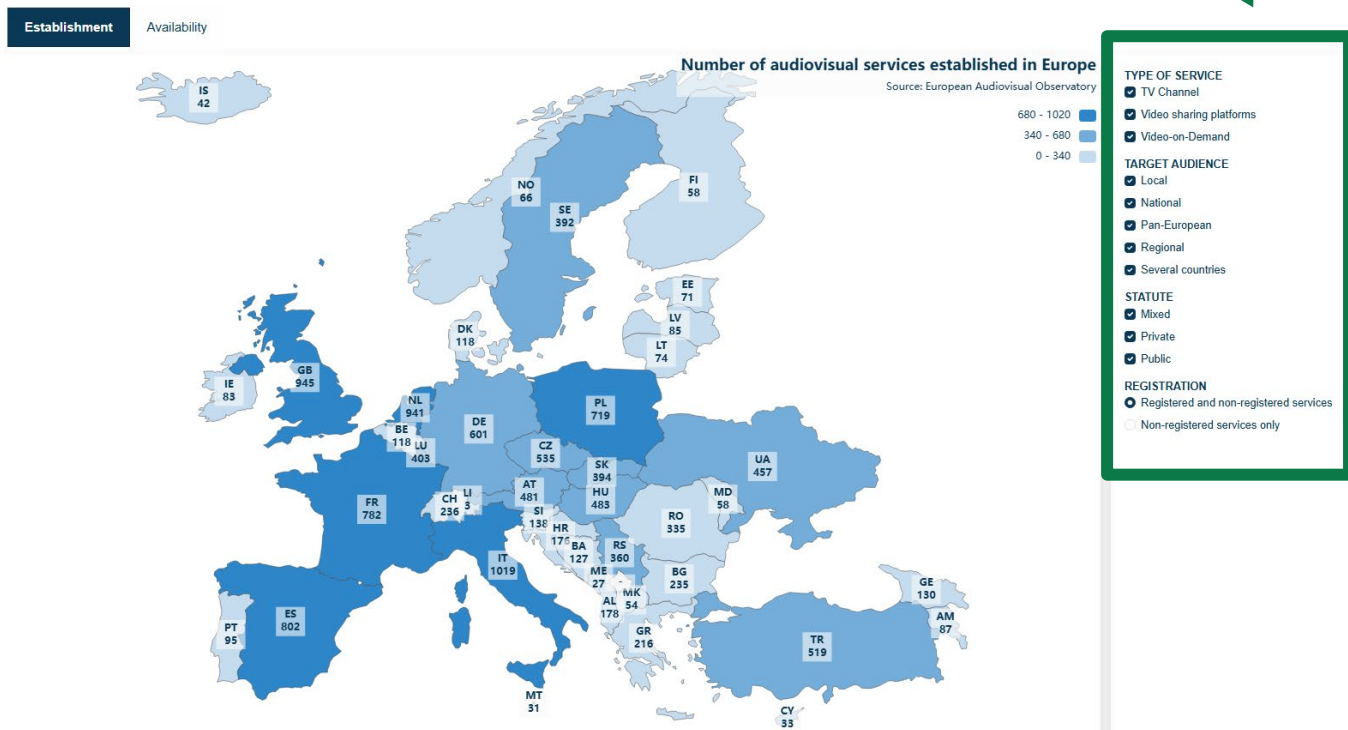 Establishment
Availability
Number of audiovisual services established in Europe
Source: European Audiovisual Observatory
680 - 1020
340 - 680
0 - 340
IS
42
NO
66
SE
392
FI
58
EE
71
LV
85
LT
74
DK
118
IE
83
GB
945
NL
941
BE
118
LU
403
DE
601
PL
719
CZ
535
SK
394
UA
457
FR
782
CH
236
LI
3
AT
481
HU
483
SI
138
HR
176
BA
127
RS
360
RO
335
MD
58
IT
1019
ME
27
-
MK
54
AL
178
BG
235
GR
216
ES
802
PT
95
MT
31
TR
519
CY
33
GE
130
AM
87
TYPE OF SERVICE
TV Channel
Video sharing platforms
Video-on-Demand
TARGET AUDIENCE
Local
National
Pan-European
Regional
Several countries
STATUTE
Mixed
Private
Public
REGISTRATION
Registered and non-registered services
Non-registered services only